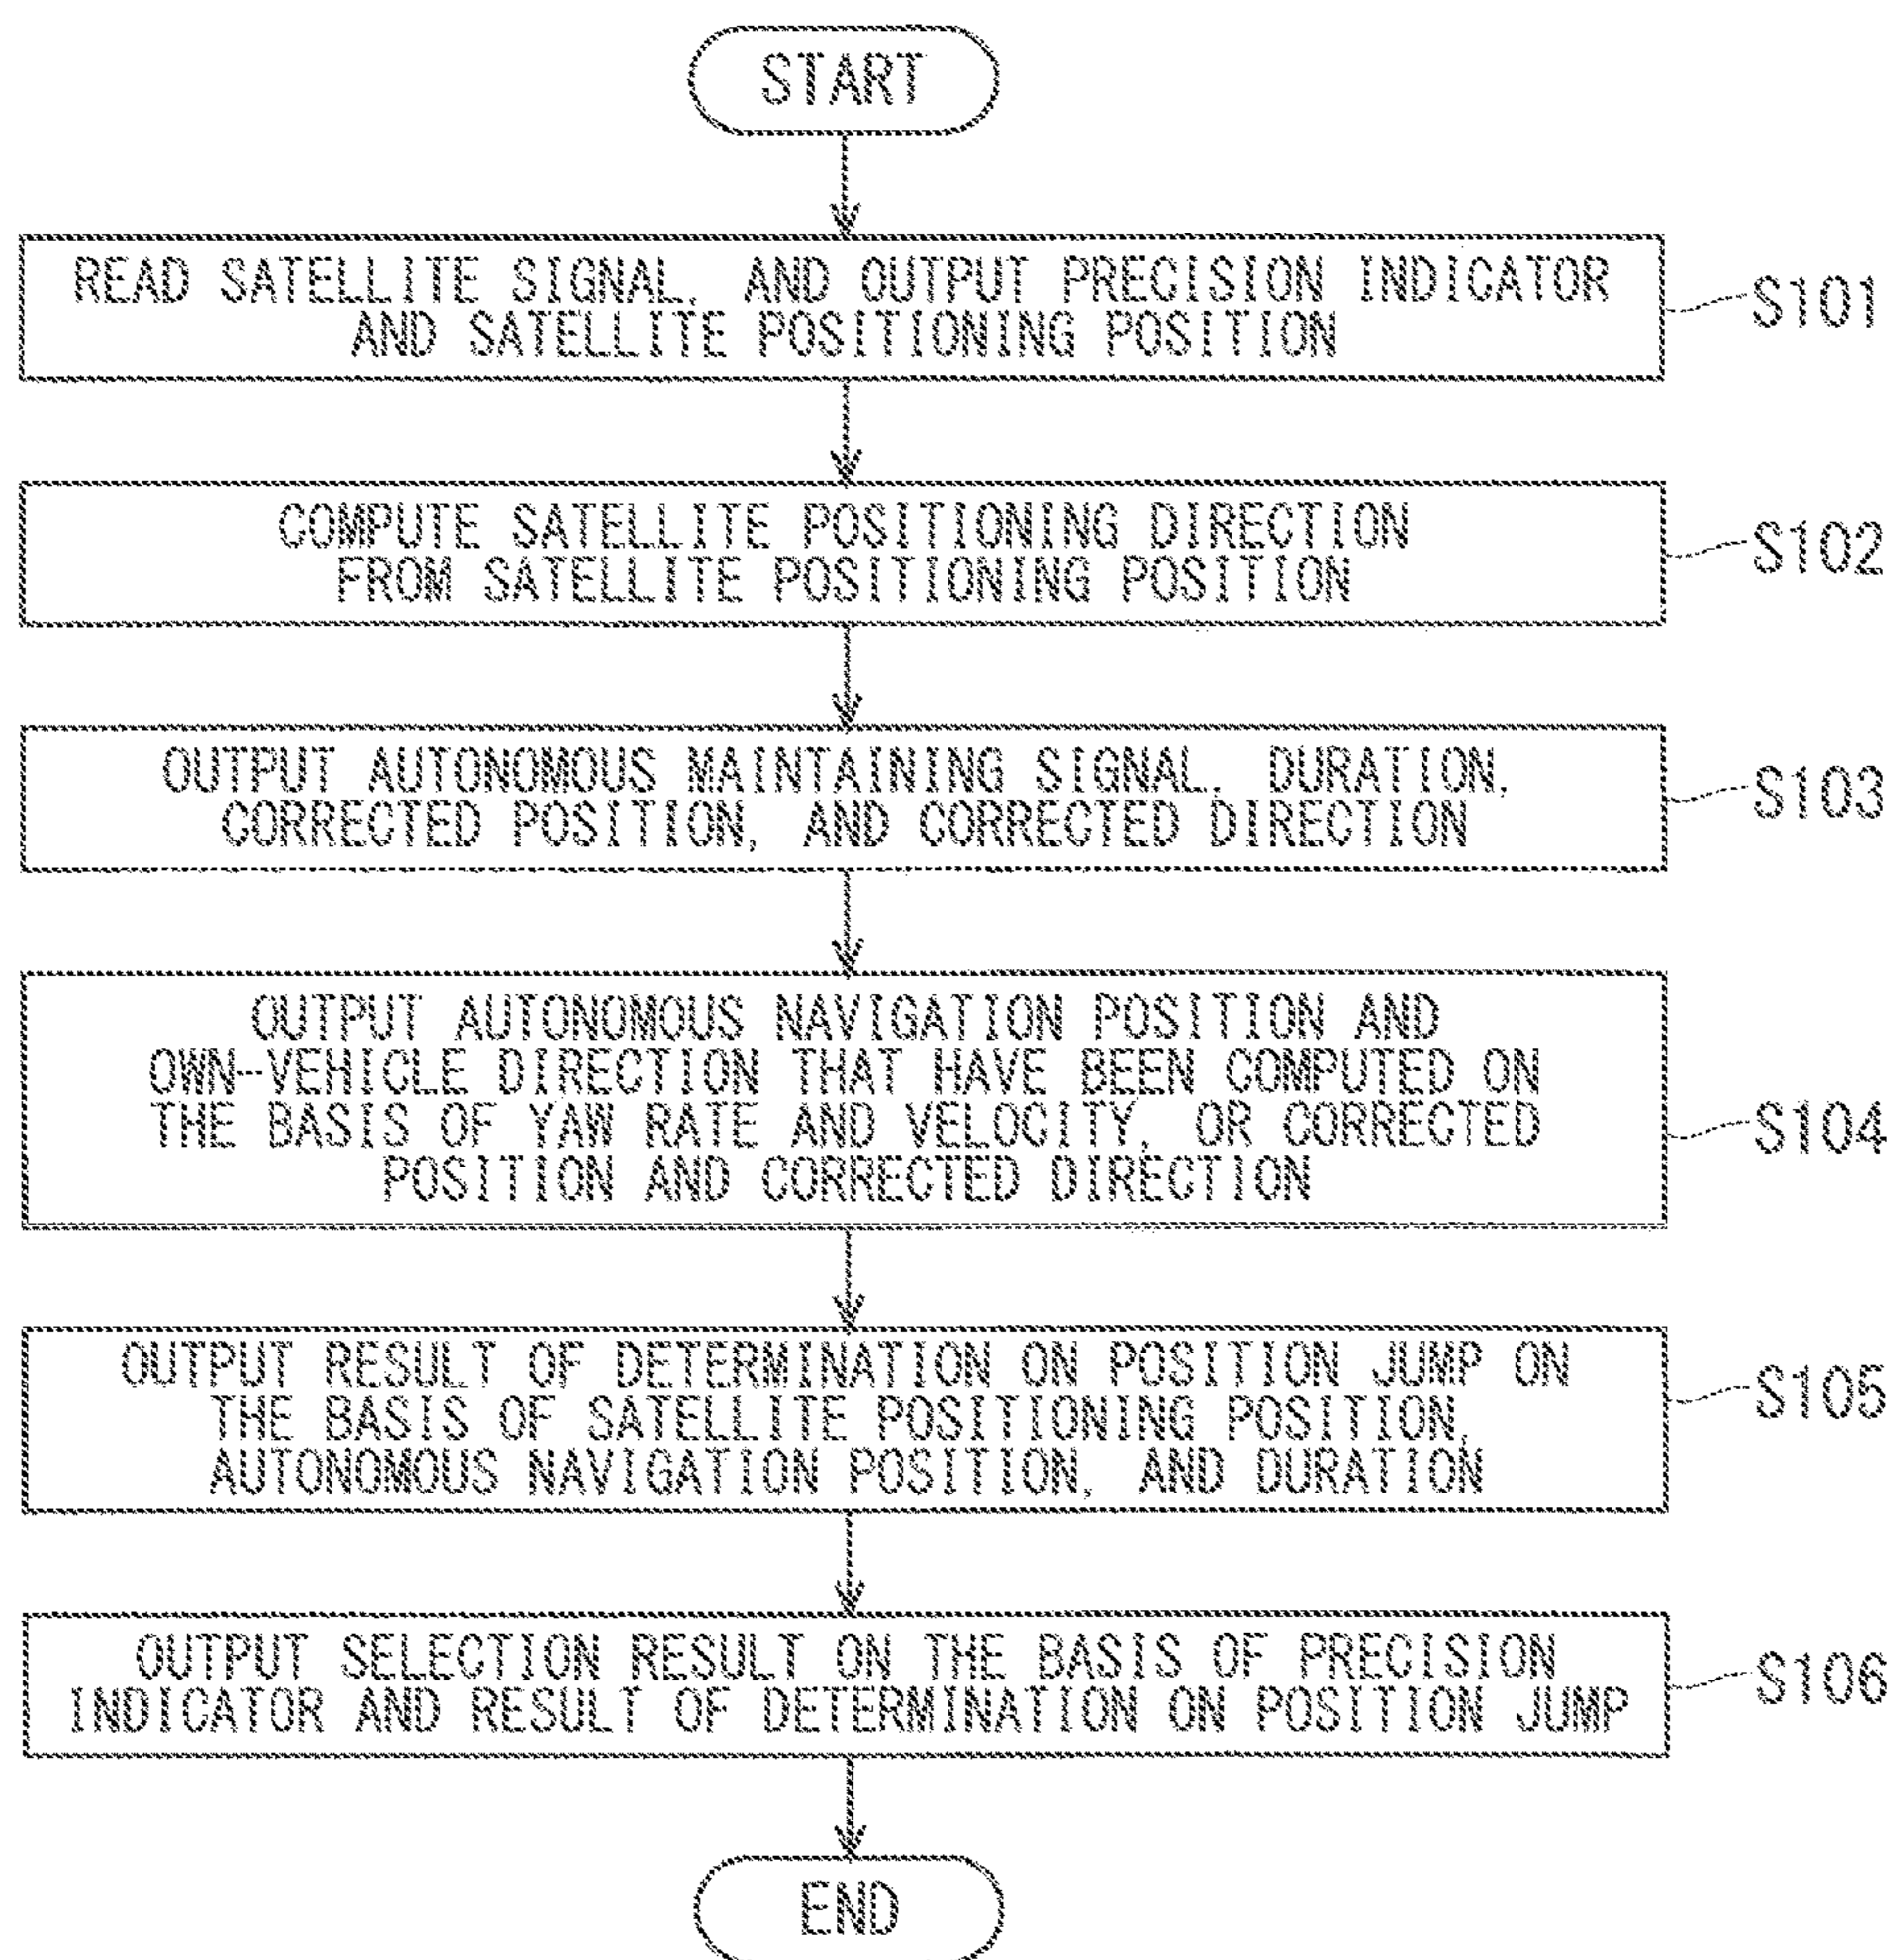 START
READ SATELLITE SIGNAL, AND OUTPUT PRECISION INDICATOR
AND SATELLITE POSITIONING POSITION
S101
COMPUTE SATELLITE POSITIONING DIRECTION
FROM SATELLITE POSITIONING POSITION
S102
OUTPUT AUTONOMOUS MAINTAINING SIGNAL, DURATION,
CORRECTED POSITION, AND CORRECTED DIRECTION
S103
OUTPUT AUTONOMOUS NAVIGATION POSITION AND
OWN-VEHICLE DIRECTION THAT HAVE BEEN COMPUTED ON
THE BASIS OF YAW RATE AND VELOCITY, OR CORRECTED
POSITION AND CORRECTED DIRECTION
S104
OUTPUT RESULT OF DETERMINATION ON POSITION JUMP ON
THE BASIS OF SATELLITE POSITIONING POSITION,
AUTONOMOUS NAVIGATION POSITION, AND DURATION
S105
OUTPUT SELECTION RESULT ON THE BASIS OF PRECISION
INDICATOR AND RESULT OF DETERMINATION ON POSITION JUMP
S106
END